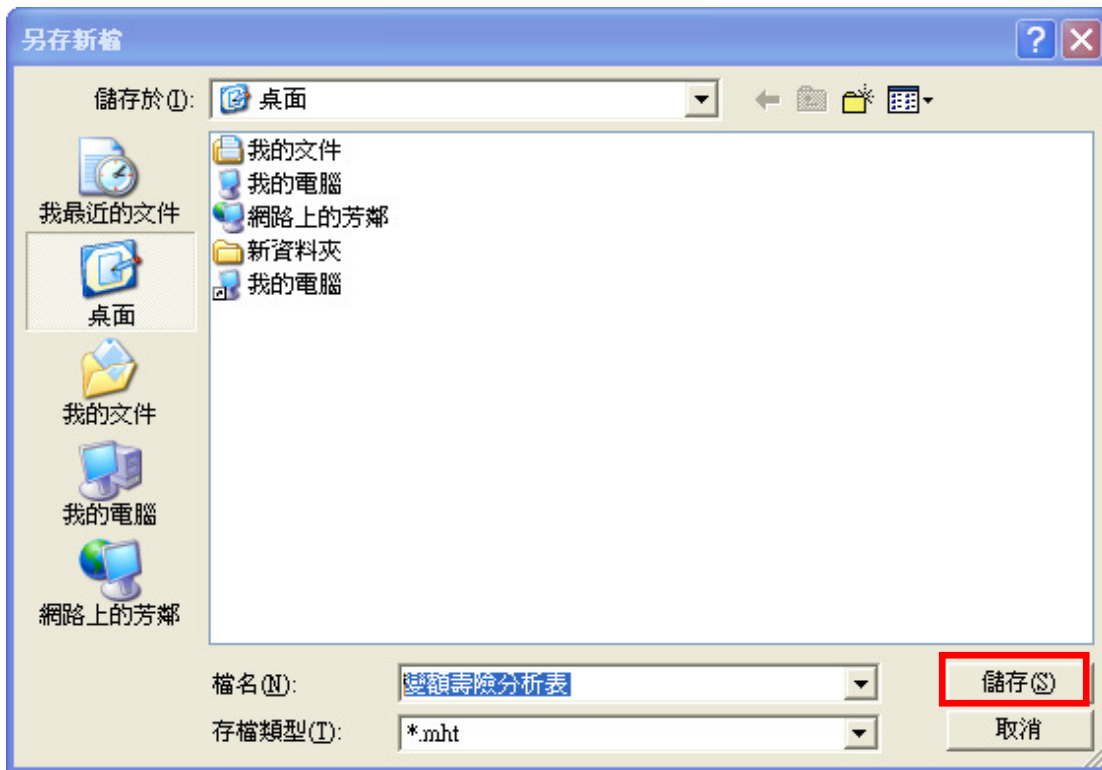 另存新檔
儲存於(I): 桌面
我的文件
我的電腦
網路上的芳鄰
新資料夾
我的電腦
我最近的文件
桌面
我的文件
我的電腦
網路上的芳鄰
檔名(N): 變額壽險分析表 儲存(S)
存檔類型(T): *.mht 取消